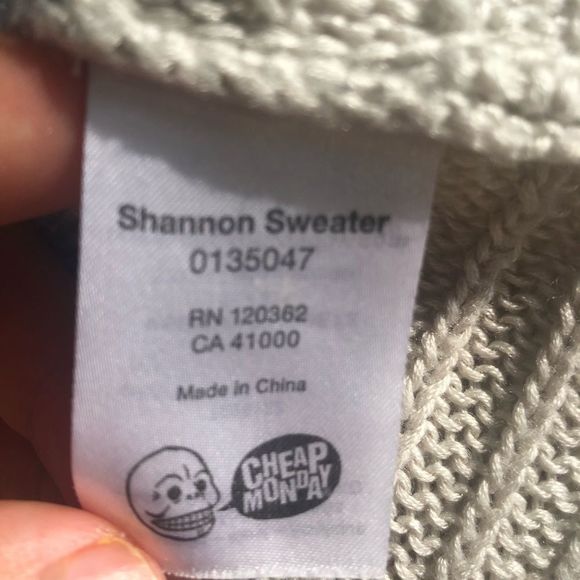 Shannon Sweater
0135047
RN 120362
CA 41000
Made in China
CHEAP
MONDAY